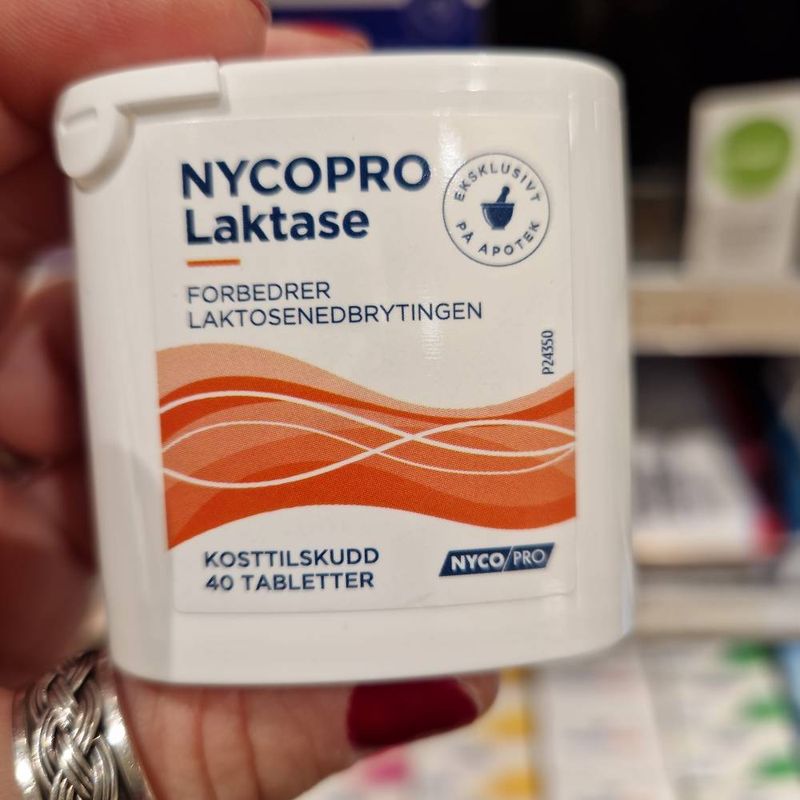 NYCOPRO
Laktase
EKSKLUSIVT
PÅ APOTEK
FORBEDRER
LAKTOSENEDBRYTINGEN
P24350
KOSTTILSKUDD
40 TABLETTER
NYCO/PRO